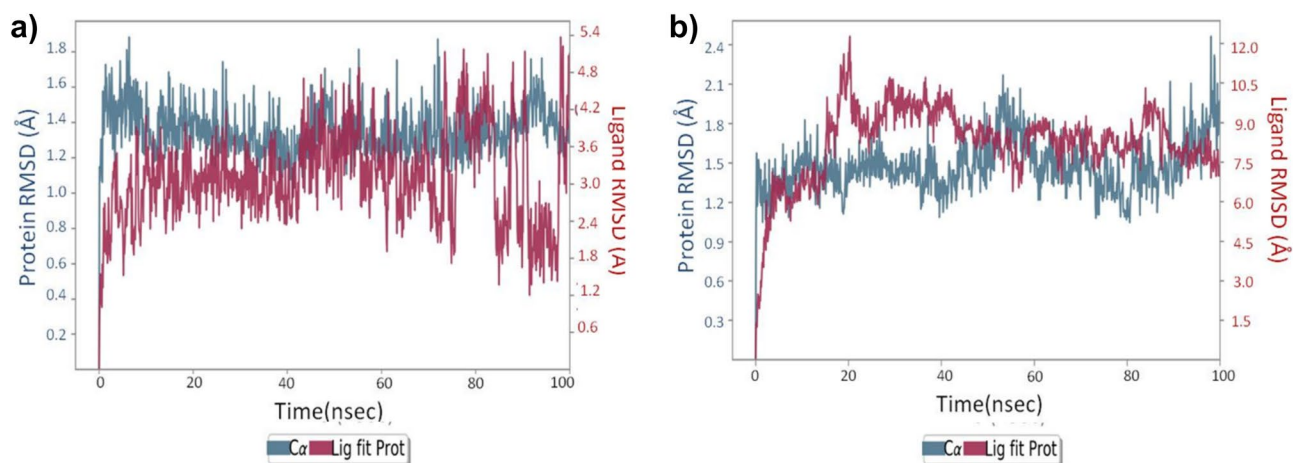 a)
Protein RMSD (Å)
1.8
1.6
1.4
1.2
1.0
0.8
0.6
0.4
0.2
5.4
4.8
4.2
3.6
3.0
2.4
1.8
1.2
0.6
Ligand RMSD (A)
0 20 40 60 80 100
Time(nsec)
Cα Lig fit Prot
b)
Protein RMSD (Å)
2.4
2.1
1.8
1.5
1.2
0.9
0.6
0.3
12.0
10.5
9.0
7.5
6.0
4.5
3.0
1.5
Ligand RMSD (Å)
0 20 40 60 80 100
Time(nsec)
Cα Lig fit Prot